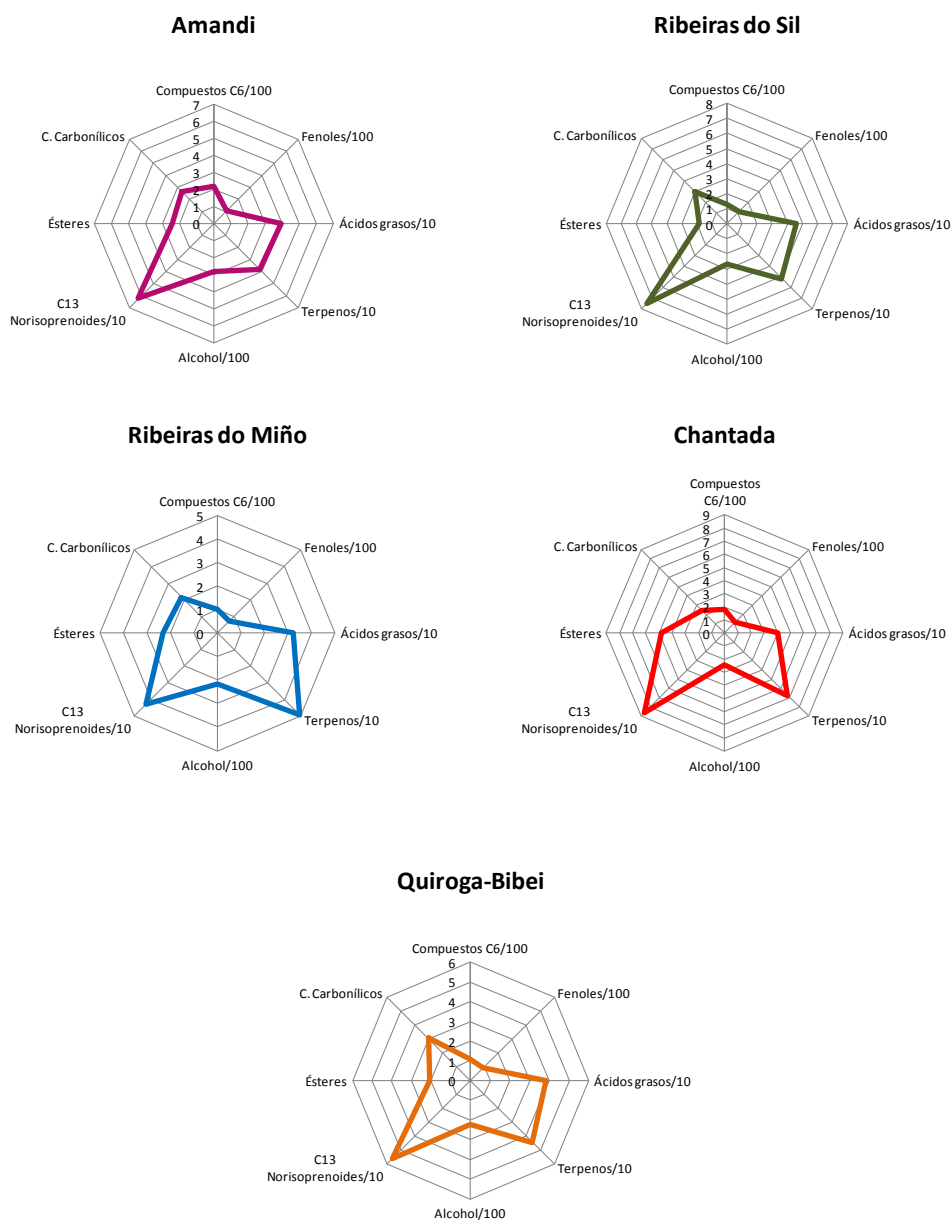 Amandi
Compuestos C6/100
Fenoles/100
Ácidos grasos/10
Terpenos/10
Alcohol/100
C13
Norisoprenoides/10
Ésteres
C. Carbonílicos
7
6
5
4
3
2
1
0
Ribeiras do Sil
Compuestos C6/100
Fenoles/100
Ácidos grasos/10
Terpenos/10
Alcohol/100
C13
Norisoprenoides/10
Ésteres
C. Carbonílicos
8
7
6
5
4
3
2
1
0
Ribeiras do Miño
Compuestos C6/100
Fenoles/100
Ácidos grasos/10
Terpenos/10
Alcohol/100
C13
Norisoprenoides/10
Ésteres
C. Carbonílicos
5
4
3
2
1
0
Chantada
Compuestos
C6/100
Fenoles/100
Ácidos grasos/10
Terpenos/10
Alcohol/100
C13
Norisoprenoides/10
Ésteres
C. Carbonílicos
9
8
7
6
5
4
3
2
1
0
Quiroga-Bibei
Compuestos C6/100
Fenoles/100
Ácidos grasos/10
Terpenos/10
Alcohol/100
C13
Norisoprenoides/10
Ésteres
C. Carbonílicos
6
5
4
3
2
1
0